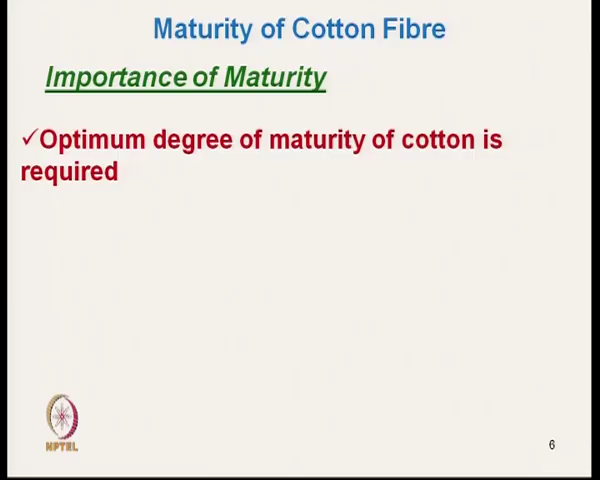 Maturity of Cotton Fibre
Importance of Maturity
✓Optimum degree of maturity of cotton is
required
NPTEL
6